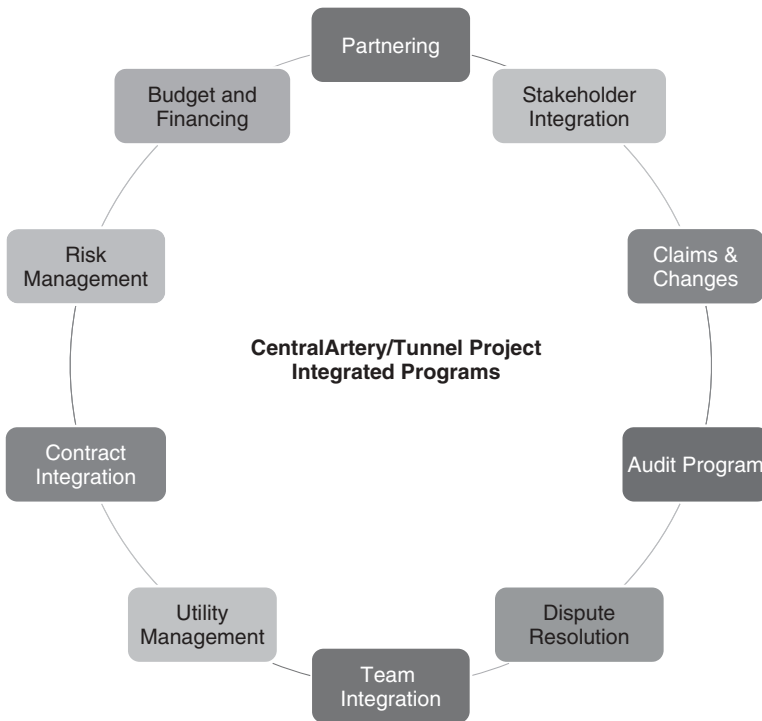 Partnering
Stakeholder
Integration
Claims &
Changes
Audit Program
Dispute
Resolution
Team
Integration
Utility
Management
Contract
Integration
Risk
Management
Budget and
Financing
CentralArtery/Tunnel Project
Integrated Programs